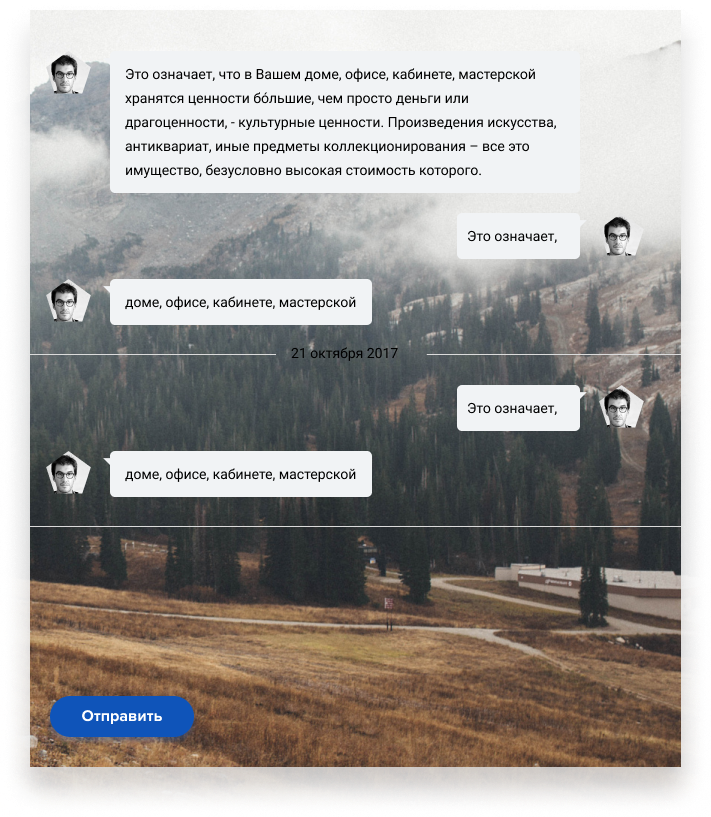 Это означает, что в Вашем доме, офисе, кабинете, мастерской
хранятся ценности бо́льшие, чем просто деньги или
драгоценности, - культурные ценности. Произведения искусства,
антиквариат, иные предметы коллекционирования – все это
имущество, безусловно высокая стоимость которого.
Это означает,
доме, офисе, кабинете, мастерской
21 октября 2017
Это означает,
доме, офисе, кабинете, мастерской
Отправить